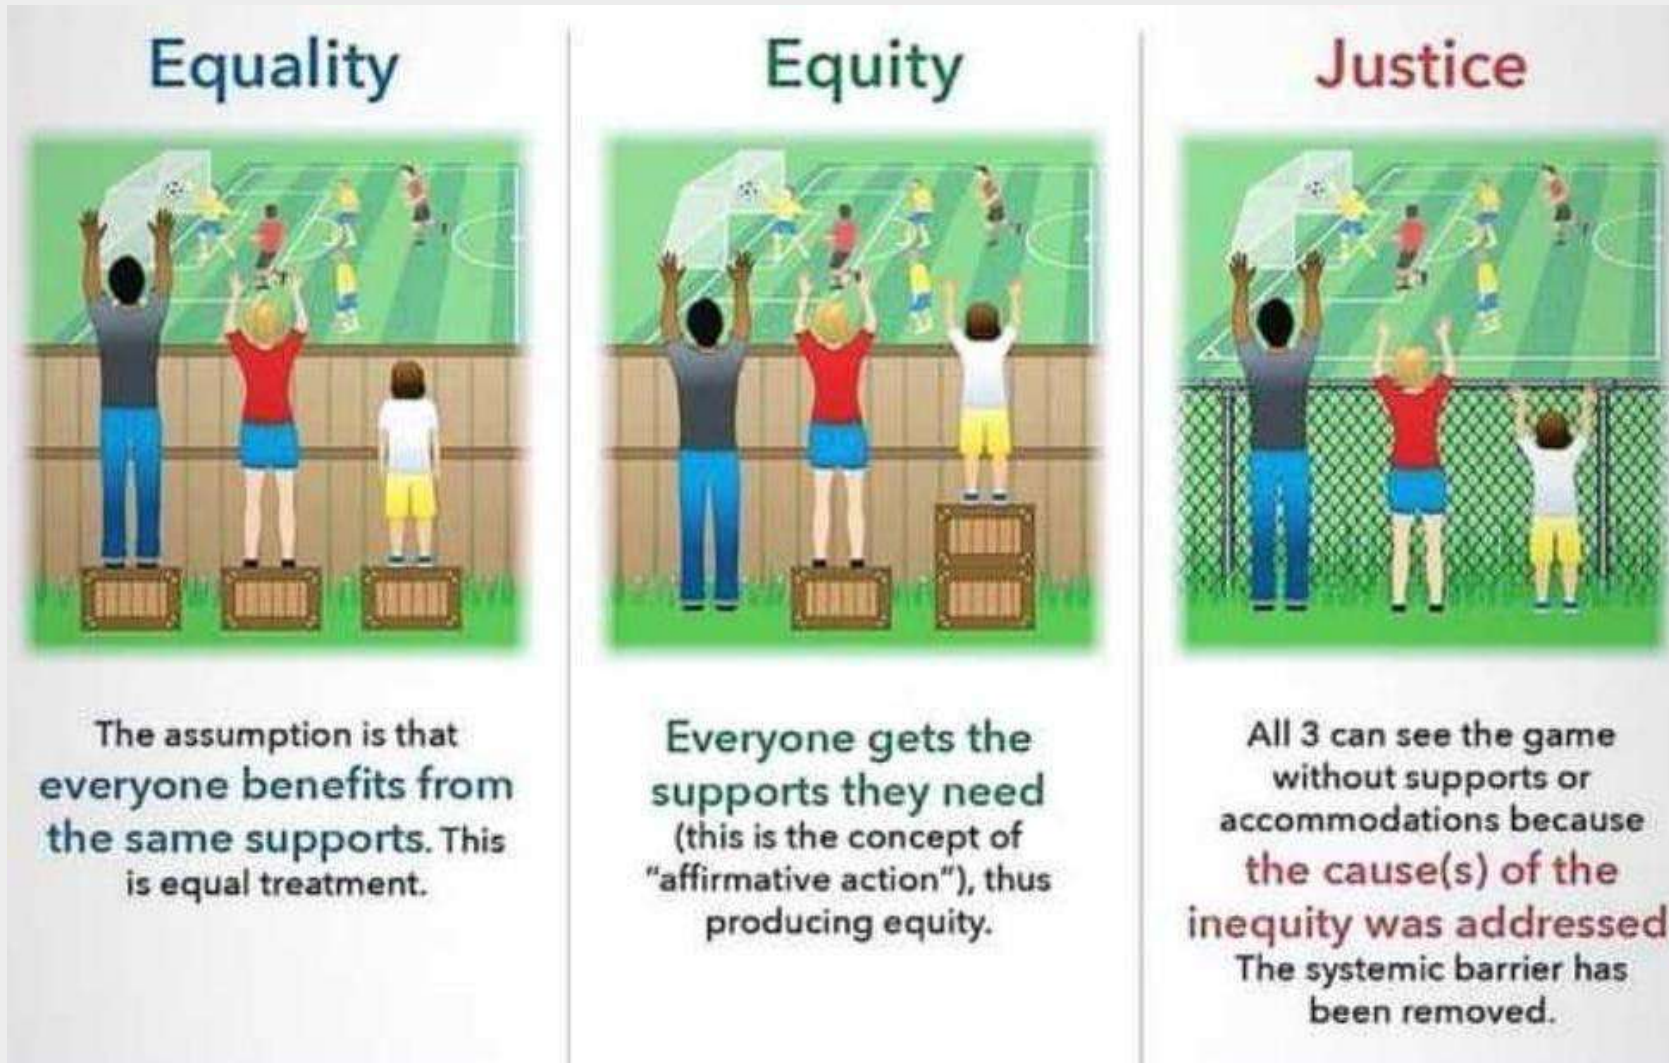 Equality
The assumption is that
everyone benefits from
the same supports. This
is equal treatment.
Equity
Everyone gets the
supports they need
(this is the concept of
"affirmative action"), thus
producing equity.
Justice
All 3 can see the game
without supports or
accommodations because
the cause(s) of the
inequity was addressed
The systemic barrier has
been removed.